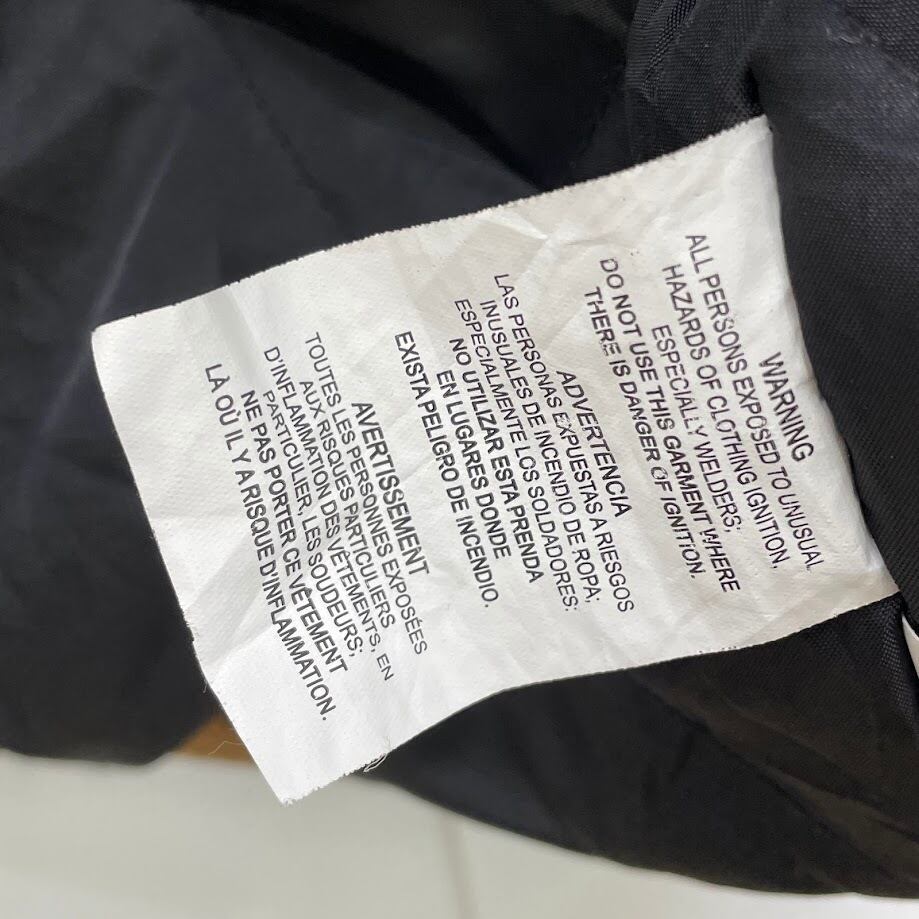 WARNING
ALL PERSONS EXPOSED TO UNUSUAL
HAZARDS OF CLOTHING IGNITION,
ESPECIALLY WELDERS;
DO NOT USE THIS GARMENT WHERE
THERE IS DANGER OF IGNITION.
ADVERTENCIA
LAS PERSONAS EXPUESTAS A RIESGOS
INUSUALES DE INCENDIO DE ROPA;
ESPECIALMENTE LOS SOLDADORES:
NO UTILIZAR ESTA PRENDA
EN LUGARES DONDE
EXISTA PELIGRO DE INCENDIO.
AVERTISSEMENT
TOUTES LES PERSONNES EXPOSÉES
AUX RISQUES PARTICULIERS
D'INFLAMMATION DES VÊTEMENTS, EN
PARTICULIER, LES SOUDEURS;
NE PAS PORTER CE VÊTEMENT
LÀ OÙ IL Y A RISQUE D'INFLAMMATION.